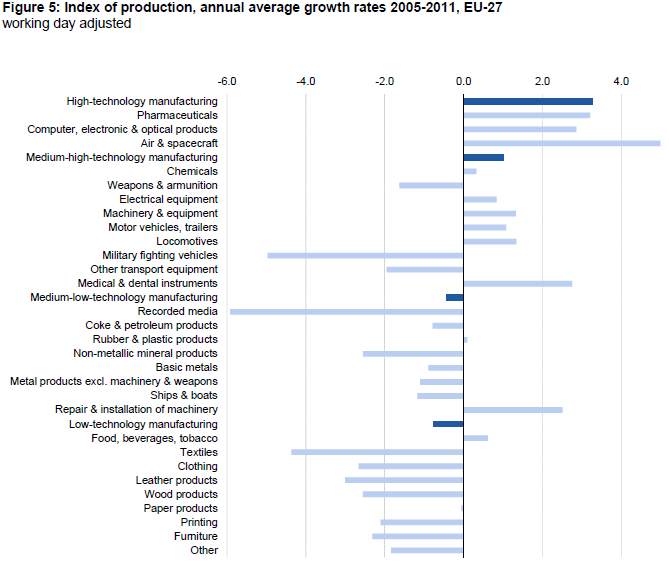 Figure 5: Index of production, annual average growth rates 2005-2011, EU-27
working day adjusted
-6.0 -4.0 -2.0 0.0 2.0 4.0
High-technology manufacturing
Pharmaceuticals
Computer, electronic & optical products
Air & spacecraft
Medium-high-technology manufacturing
Chemicals
Weapons & armunition
Electrical equipment
Machinery & equipment
Motor vehicles, trailers
Locomotives
Military fighting vehicles
Other transport equipment
Medical & dental instruments
Medium-low-technology manufacturing
Recorded media
Coke & petroleum products
Rubber & plastic products
Non-metallic mineral products
Basic metals
Metal products excl. machinery & weapons
Ships & boats
Repair & installation of machinery
Low-technology manufacturing
Food, beverages, tobacco
Textiles
Clothing
Leather products
Wood products
Paper products
Printing
Furniture
Other